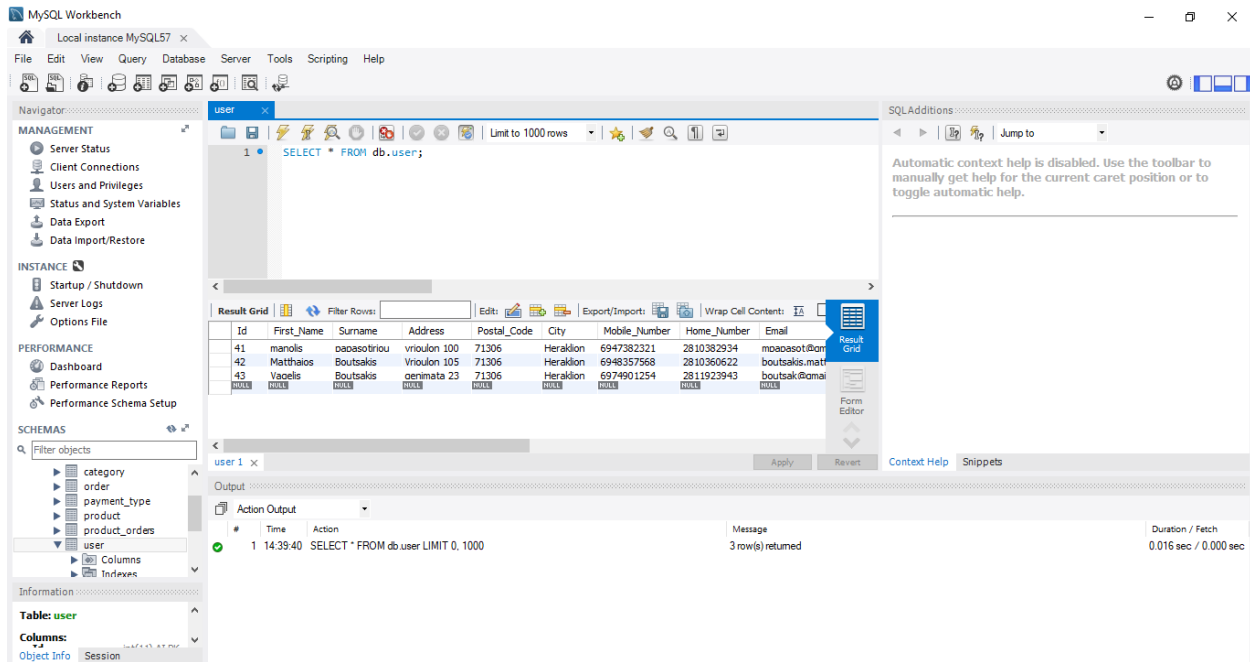 MySQL Workbench
Local instance MySQL57
File Edit View Query Database Server Tools Scripting Help
Navigator
MANAGEMENT
Server Status
Client Connections
Users and Privileges
Status and System Variables
Data Export
Data Import/Restore
INSTANCE
Startup / Shutdown
Server Logs
Options File
PERFORMANCE
Dashboard
Performance Reports
Performance Schema Setup
SCHEMAS
Filter objects
category
order
payment_type
product
product_orders
user
Columns
Indexes
Information
Table: user
Columns:
Object Info Session
user
Limit to 1000 rows
1 SELECT * FROM db.user;
Result Grid Filter Rows: Edit: Export/Import: Wrap Cell Content:
Id First_Name Surname Address Postal_Code City Mobile_Number Home_Number Email
41 manolis papasotiriou vrioulon 100 71306 Heraklion 6947382321 2810382934 mpapasot@gm
42 Matthaios Boutsakis Vrioulon 105 71306 Heraklion 6948357568 2810360622 boutsakis.matt
43 Vagelis Boutsakis genimata 23 71306 Heraklion 6974901254 2811923943 boutsak@gmai
NULL NULL NULL NULL NULL NULL NULL NULL NULL
Result Grid
Form Editor
user 1 Apply Revert
SQL Additions
Jump to
Automatic context help is disabled. Use the toolbar to
manually get help for the current caret position or to
toggle automatic help.
Context Help Snippets
Output
Action Output
# Time Action Message Duration / Fetch
1 14:39:40 SELECT * FROM db.user LIMIT 0, 1000 3 row(s) returned 0.016 sec / 0.000 sec